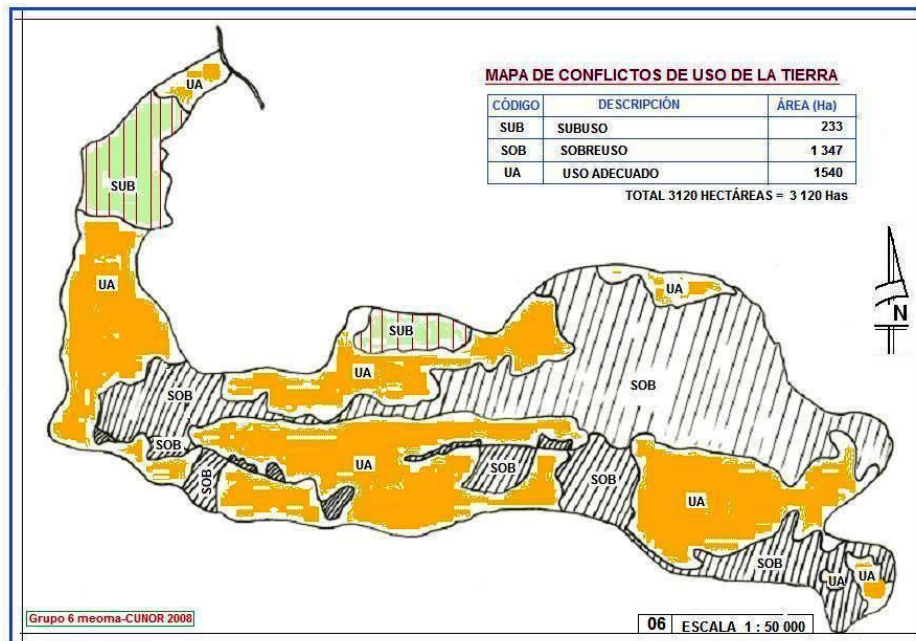 MAPA DE CONFLICTOS DE USO DE LA TIERRA
CÓDIGO DESCRIPCIÓN ÁREA (Ha)
SUB SUBUSO 233
SOB SOBREUSO 1 347
UA USO ADECUADO 1540
TOTAL 3120 HECTÁREAS = 3 120 Has
UA
SUB
UA
UA
SUB
N
UA
SOB
SOB
SOB
UA
SOB
SOB
SOB
UA
SOB
UA
UA
Grupo 6 meoma-CUNOR 2008
06 ESCALA 1 : 50 000